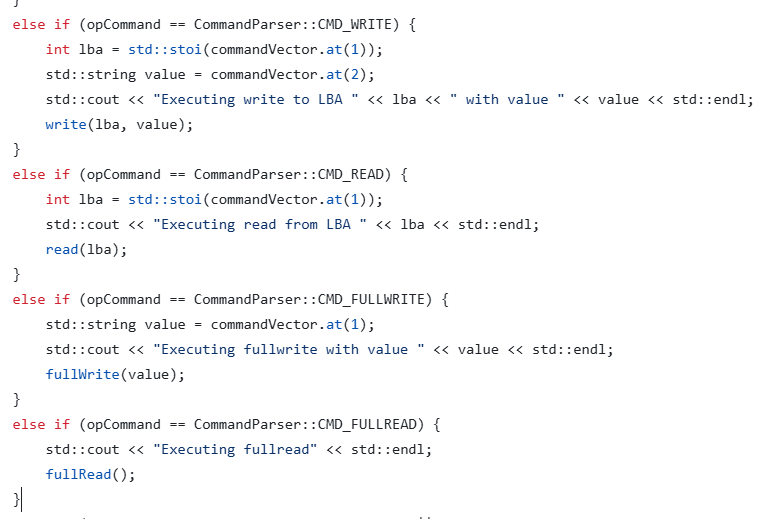 }
else if (opCommand == CommandParser::CMD_WRITE) {
    int lba = std::stoi(commandVector.at(1));
    std::string value = commandVector.at(2);
    std::cout << "Executing write to LBA " << lba << " with value " << value << std::endl;
    write(lba, value);
}
else if (opCommand == CommandParser::CMD_READ) {
    int lba = std::stoi(commandVector.at(1));
    std::cout << "Executing read from LBA " << lba << std::endl;
    read(lba);
}
else if (opCommand == CommandParser::CMD_FULLWRITE) {
    std::string value = commandVector.at(1);
    std::cout << "Executing fullwrite with value " << value << std::endl;
    fullWrite(value);
}
else if (opCommand == CommandParser::CMD_FULLREAD) {
    std::cout << "Executing fullread" << std::endl;
    fullRead();
}